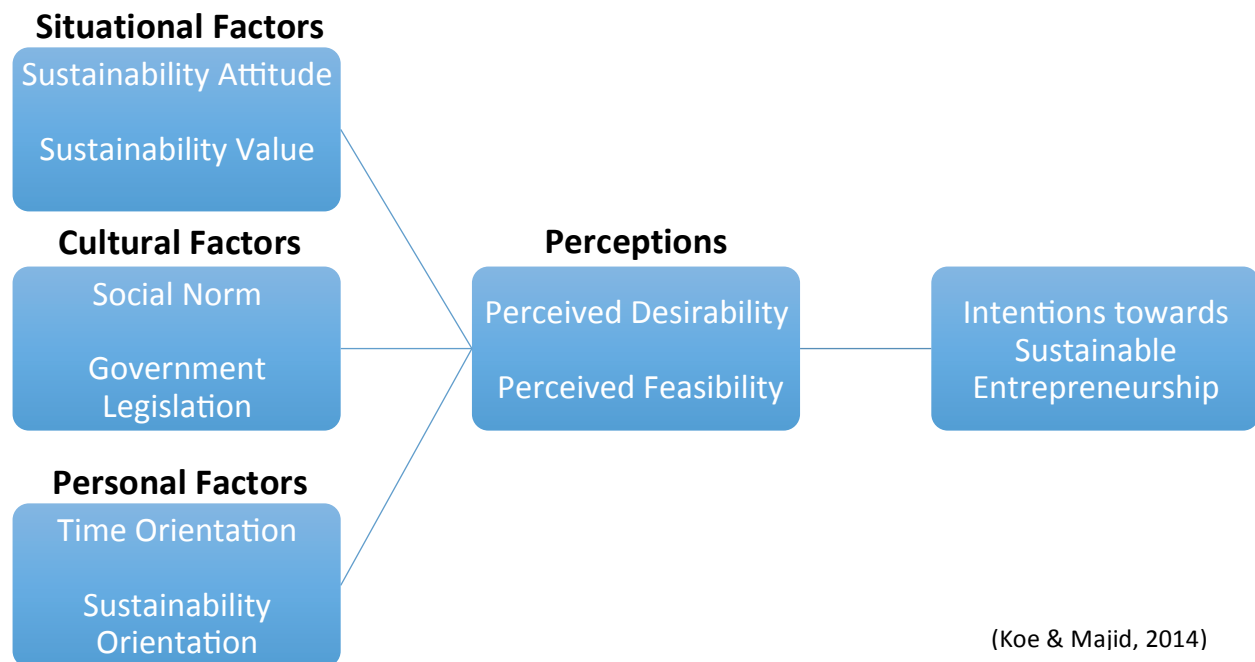 Situational Factors
Sustainability Attitude
Sustainability Value
Cultural Factors
Social Norm
Government
Legislation
Personal Factors
Time Orientation
Sustainability
Orientation
Perceptions
Perceived Desirability
Perceived Feasibility
Intentions towards
Sustainable
Entrepreneurship
(Koe & Majid, 2014)